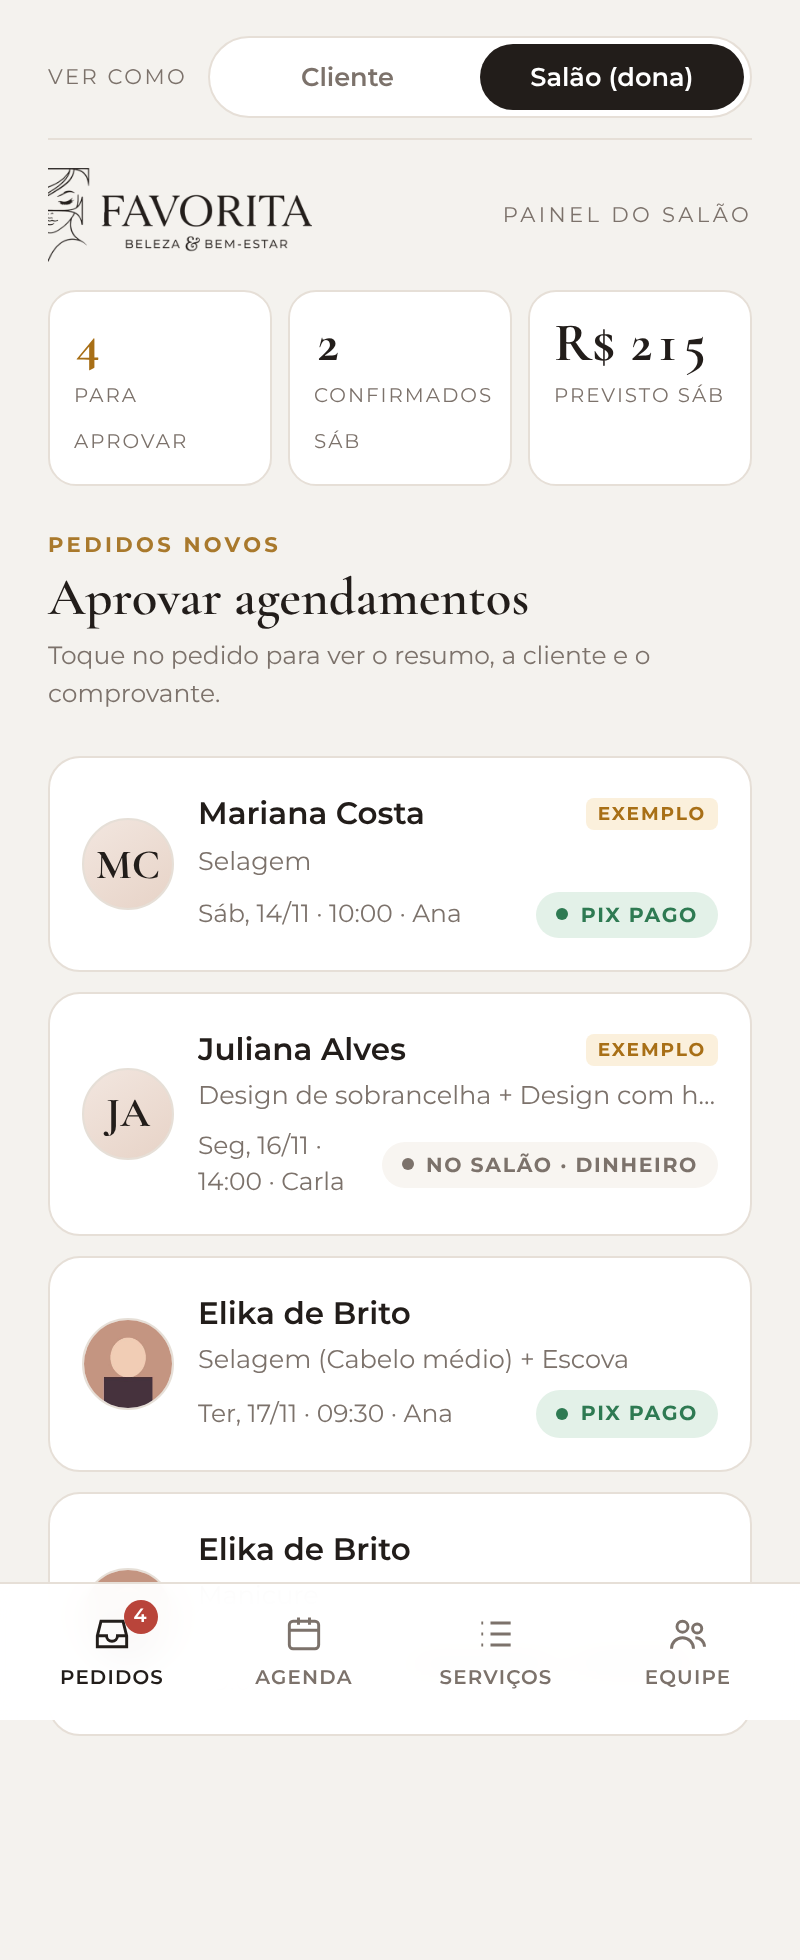 VER COMO
Cliente
Salão (dona)
FAVORITA
BELEZA & BEM-ESTAR
PAINEL DO SALÃO
4
PARA
APROVAR
2
CONFIRMADOS
SÁB
R$ 215
PREVISTO SÁB
PEDIDOS NOVOS
Aprovar agendamentos
Toque no pedido para ver o resumo, a cliente e o
comprovante.
MC
Mariana Costa
EXEMPLO
Selagem
Sáb, 14/11 · 10:00 · Ana
PIX PAGO
JA
Juliana Alves
EXEMPLO
Design de sobrancelha + Design com h...
Seg, 16/11 ·
14:00 · Carla
NO SALÃO · DINHEIRO
Elika de Brito
Selagem (Cabelo médio) + Escova
Ter, 17/11 · 09:30 · Ana
PIX PAGO
Elika de Brito
4
PEDIDOS
AGENDA
SERVIÇOS
EQUIPE